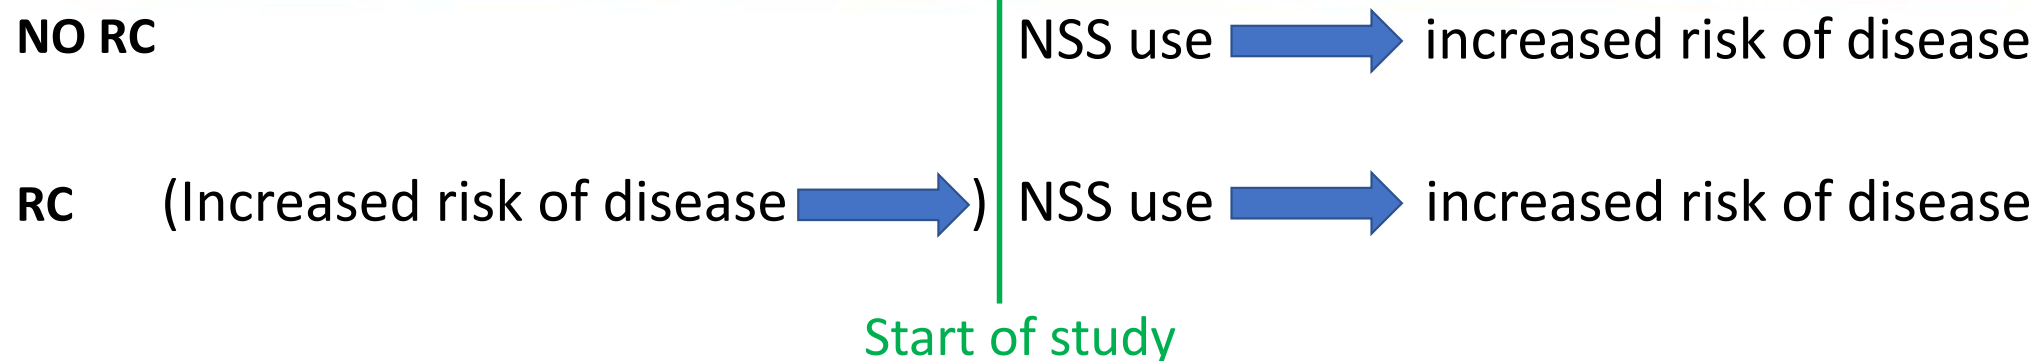 NO RC NSS use increased risk of disease
RC (Increased risk of disease ) NSS use increased risk of disease
Start of study